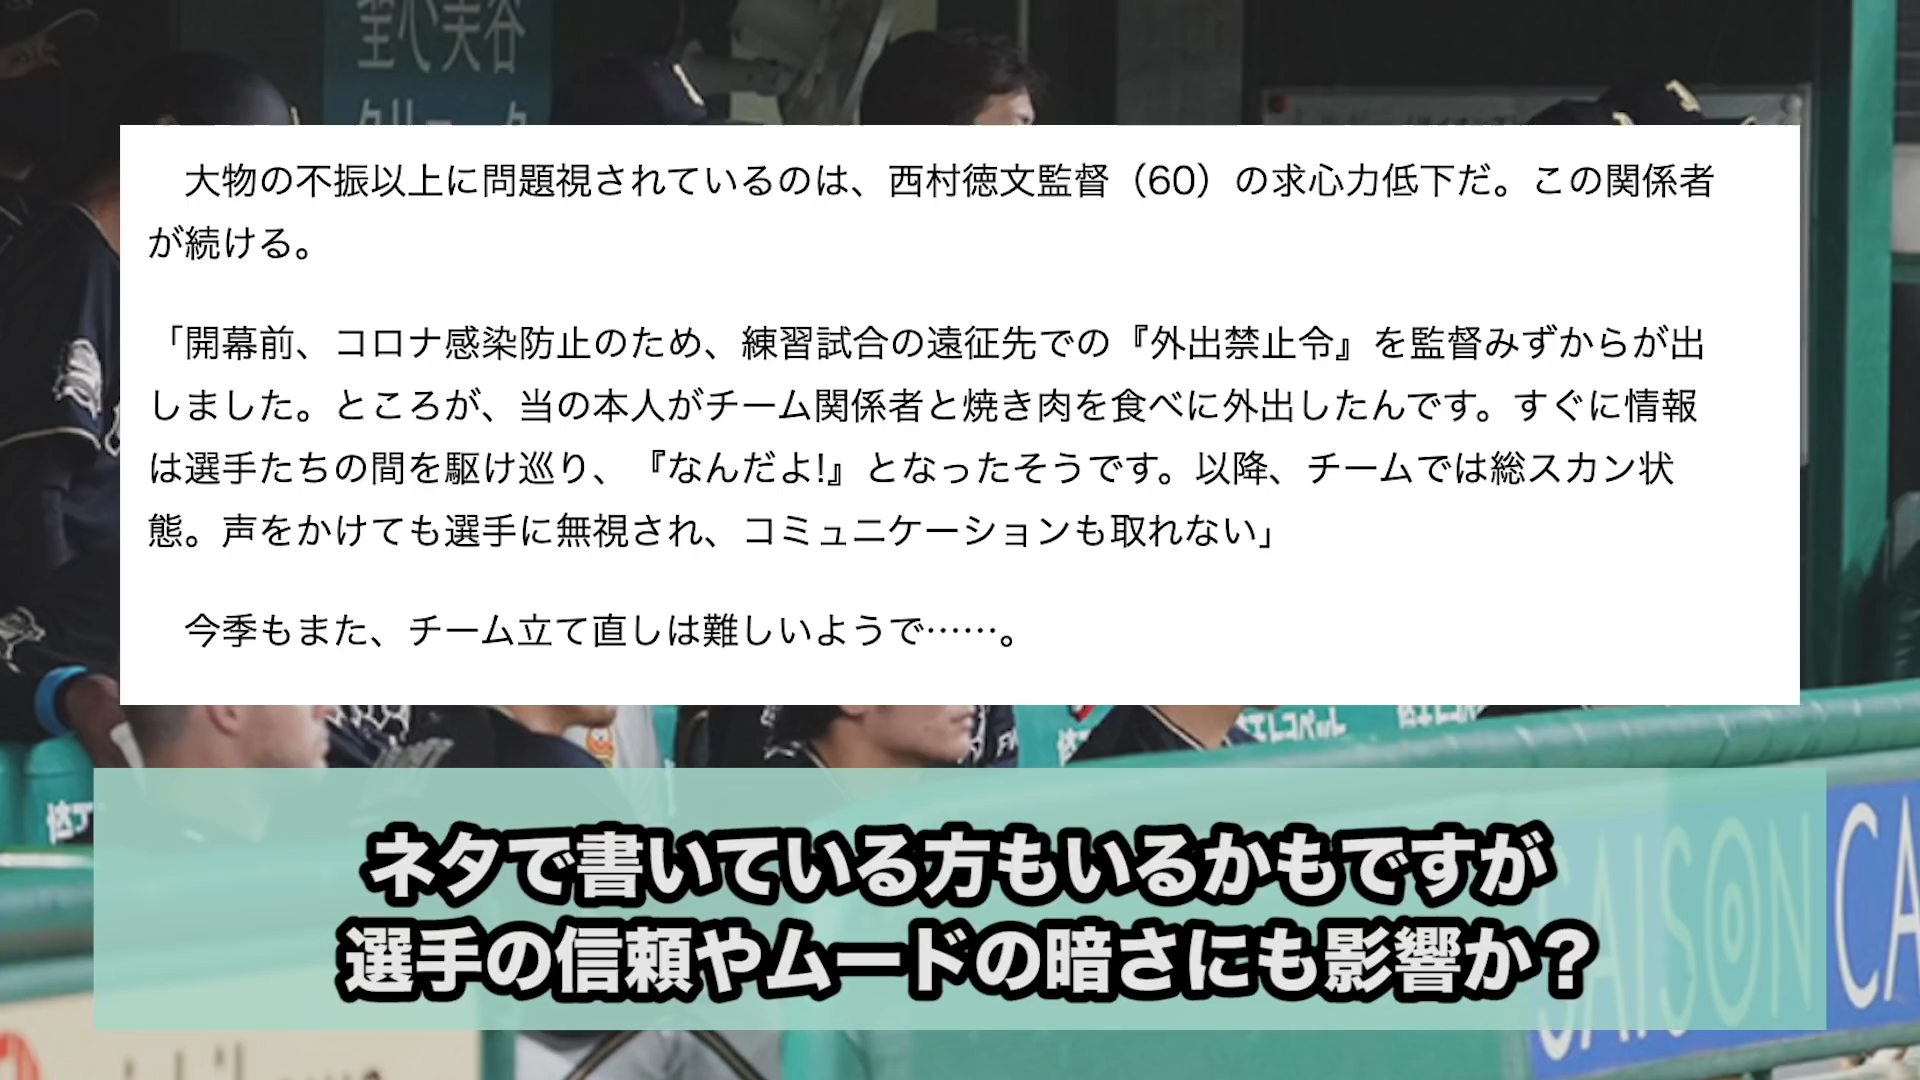 大物の不振以上に問題視されているのは、西村徳文監督（60）の求心力低下だ。この関係者
が続ける。
「開幕前、コロナ感染防止のため、練習試合の遠征先での『外出禁止令』を監督みずからが出
しました。ところが、当の本人がチーム関係者と焼き肉を食べに外出したんです。すぐに情報
は選手たちの間を駆け巡り、『なんだよ!』となったそうです。以降、チームでは総スカン状
態。声をかけても選手に無視され、コミュニケーションも取れない」
今季もまた、チーム立て直しは難しいようで……。
ネタで書いている方もいるかもですが
選手の信頼やムードの暗さにも影響か？
SAISON CA